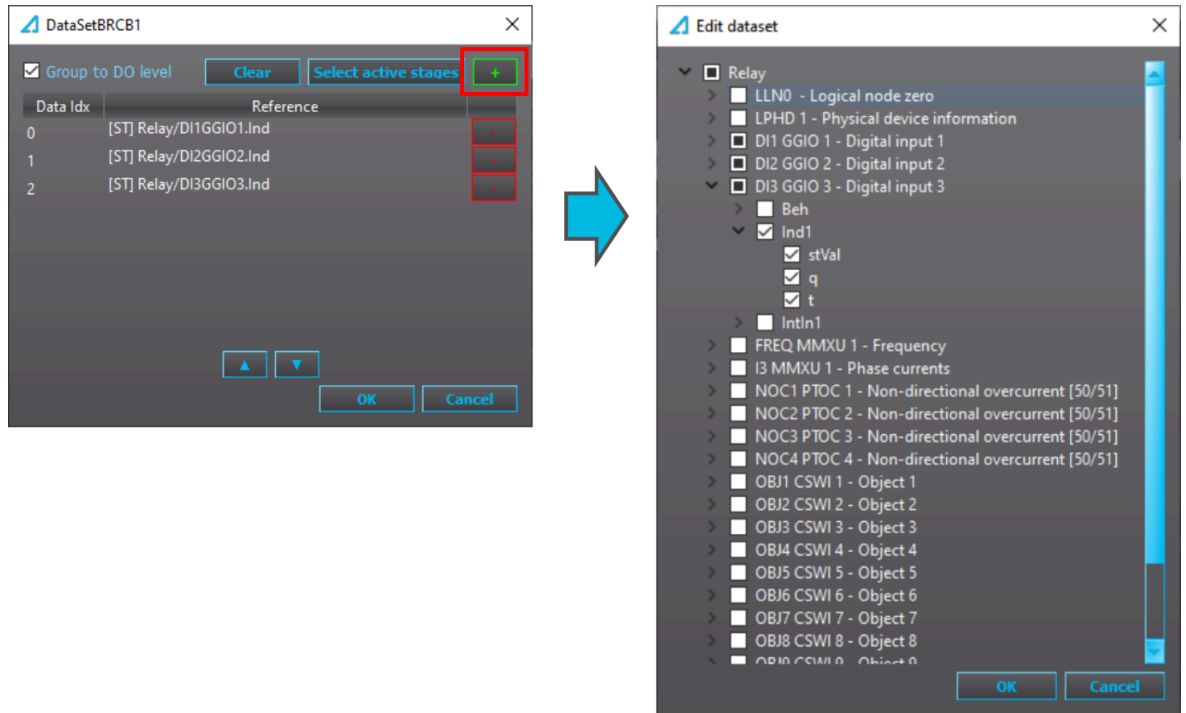 DataSetBRCB1
Group to DO level
Clear
Select active stages
+
Data Idx
Reference
0
[ST] Relay/DI1GGIO1.Ind
-
1
[ST] Relay/DI2GGIO2.Ind
-
2
[ST] Relay/DI3GGIO3.Ind
-
OK
Cancel
Edit dataset
Relay
LLN0 - Logical node zero
LPHD 1 - Physical device information
DI1 GGIO 1 - Digital input 1
DI2 GGIO 2 - Digital input 2
DI3 GGIO 3 - Digital input 3
Beh
Ind1
stVal
q
t
IntIn1
FREQ MMXU 1 - Frequency
I3 MMXU 1 - Phase currents
NOC1 PTOC 1 - Non-directional overcurrent [50/51]
NOC2 PTOC 2 - Non-directional overcurrent [50/51]
NOC3 PTOC 3 - Non-directional overcurrent [50/51]
NOC4 PTOC 4 - Non-directional overcurrent [50/51]
OBJ1 CSWI 1 - Object 1
OBJ2 CSWI 2 - Object 2
OBJ3 CSWI 3 - Object 3
OBJ4 CSWI 4 - Object 4
OBJ5 CSWI 5 - Object 5
OBJ6 CSWI 6 - Object 6
OBJ7 CSWI 7 - Object 7
OBJ8 CSWI 8 - Object 8
OBJ9 CSWI 9 - Object 9
OK
Cancel